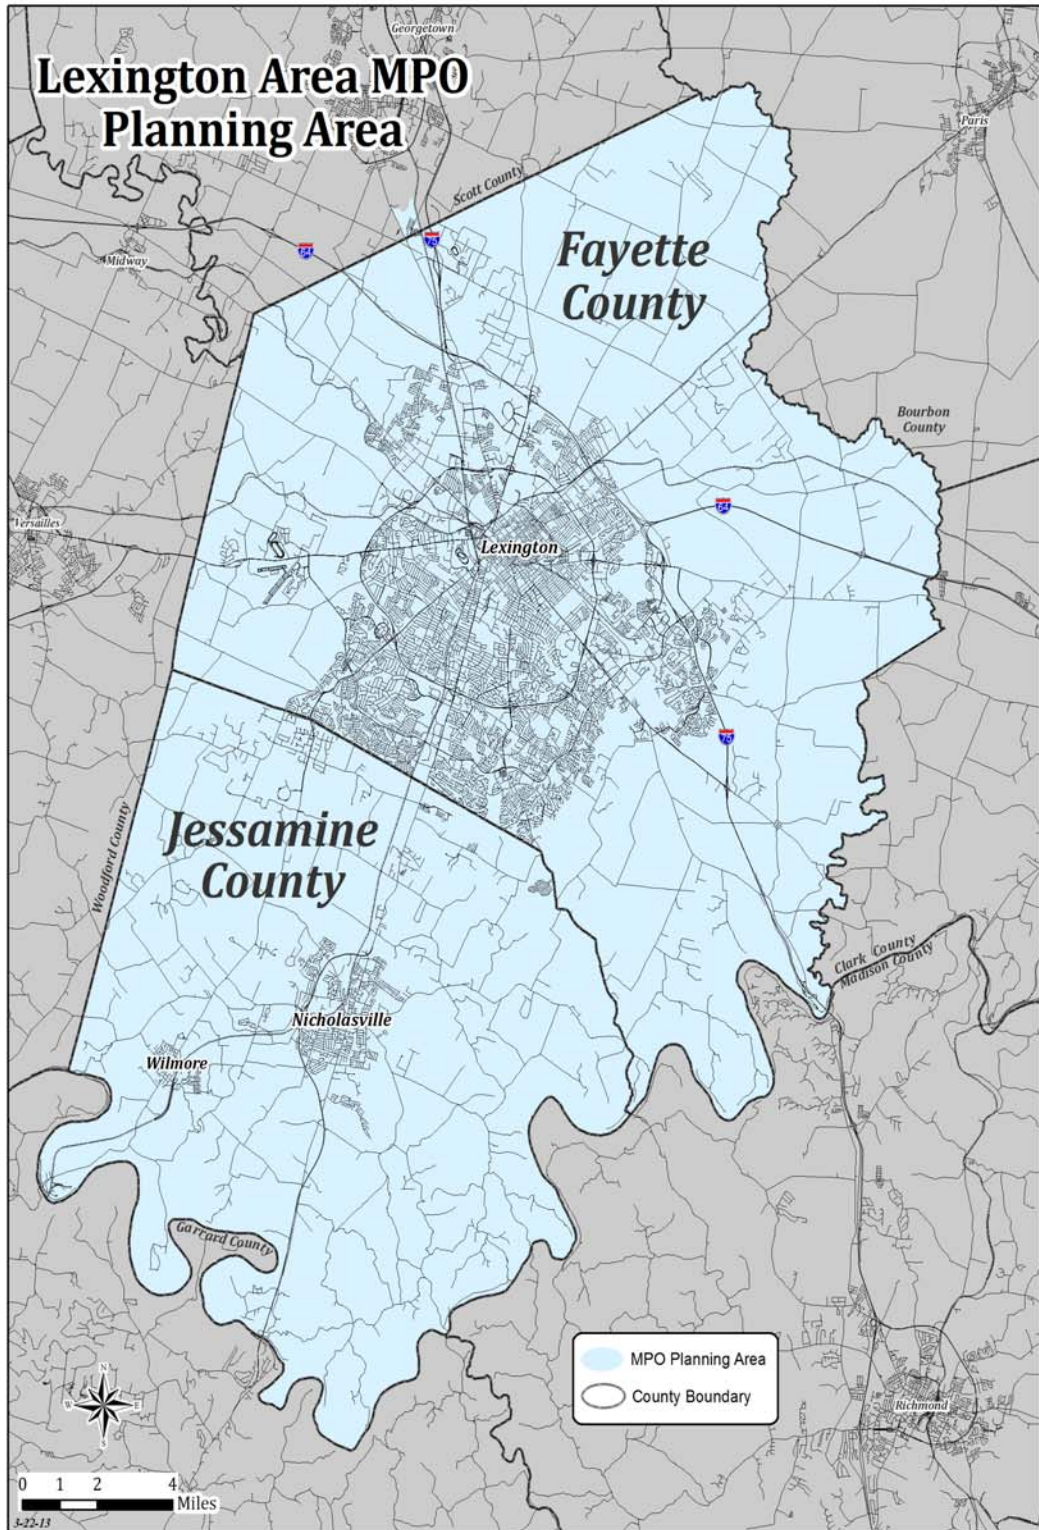 Georgetown
Lexington Area MPO
Planning Area
Paris
Scott County
75
64
Midway
Fayette
County
Bourbon
County
64
Versailles
Lexington
75
Woodford County
Jessamine
County
Clark County
Madison County
Nicholasville
Wilmore
Garrard County
MPO Planning Area
County Boundary
Richmond
N
W
E
S
0 1 2 4
Miles
3-22-13